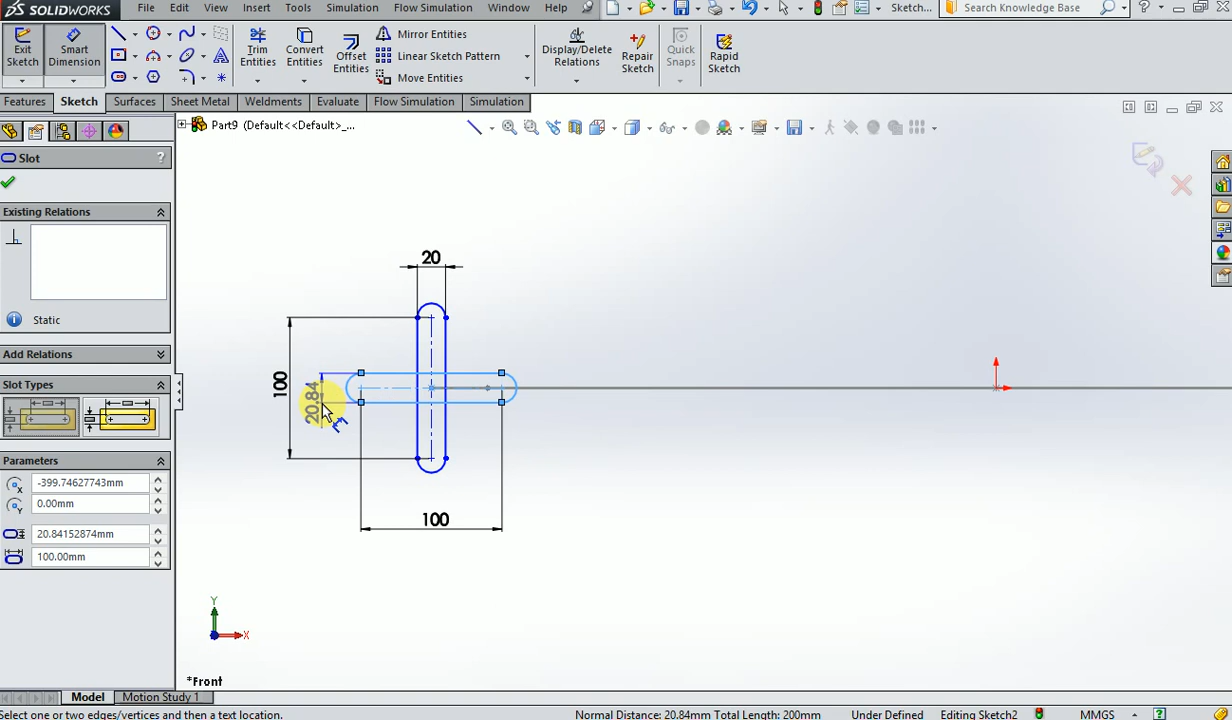 SOLIDWORKS File Edit View Insert Tools Simulation Flow Simulation Window Help Sketch... Search Knowledge Base
Exit Sketch
Smart Dimension
Trim Entities
Convert Entities
Offset Entities
Mirror Entities
Linear Sketch Pattern
Move Entities
Display/Delete Relations
Repair Sketch
Quick Snaps
Rapid Sketch
Features Sketch Surfaces Sheet Metal Weldments Evaluate Flow Simulation Simulation
Part9 (Default<<Default>_...
Slot ?
Existing Relations
Static
Add Relations
Slot Types
Parameters
-399.74627743mm
0.00mm
20.84152874mm
100.00mm
20
100
20.84
100
Y
X
*Front
Model Motion Study 1
Select one or two edges/vertices and then a text location. Normal Distance: 20.84mm Total Length: 200mm Under Defined Editing Sketch2 MMGS ?